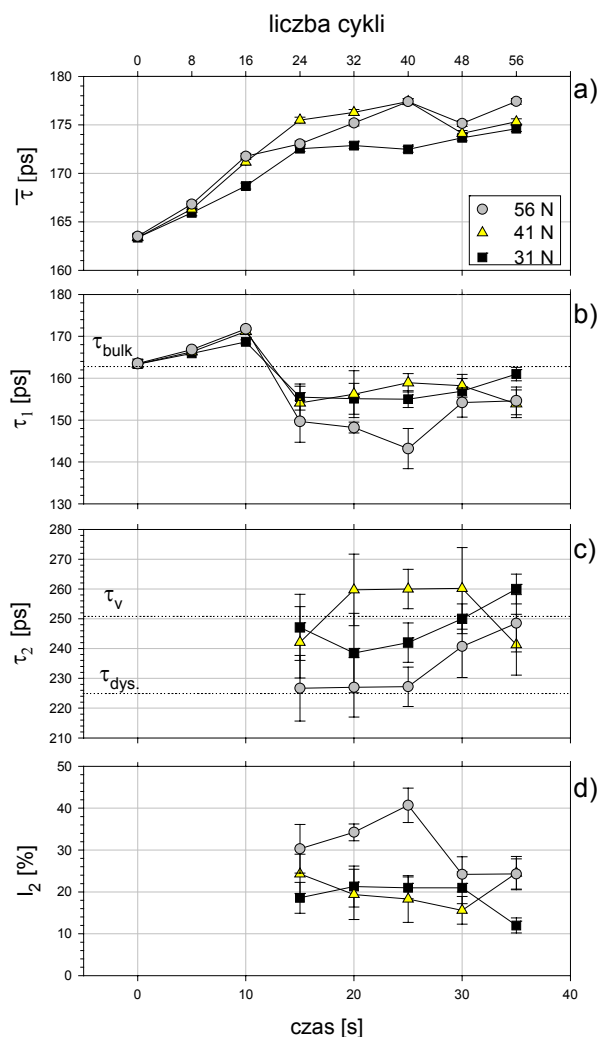 liczba cykli
0 8 16 24 32 40 48 56
a)
180
175
170
165
160
τ̅ [ps]
56 N
41 N
31 N
b)
180
170
160
150
140
130
τ1 [ps]
τbulk
c)
280
270
260
250
240
230
220
210
τ2 [ps]
τv
τdys.
d)
50
40
30
20
10
0
I2 [%]
0 10 20 30 40
czas [s]